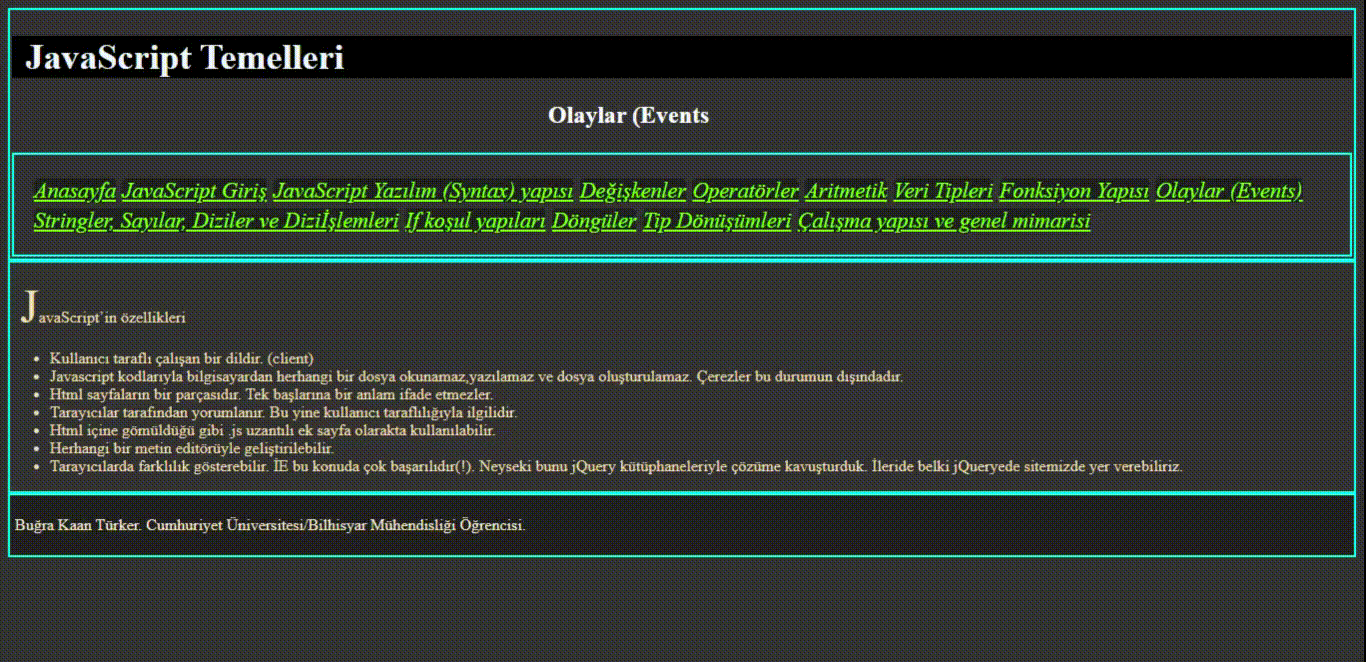 JavaScript Temelleri
Olaylar (Events
Anasayfa JavaScript Giriş JavaScript Yazılım (Syntax) yapısı Değişkenler Operatörler Aritmetik Veri Tipleri Fonksiyon Yapısı Olaylar (Events)
Stringler, Sayılar, Diziler ve Diziİşlemleri If koşul yapıları Döngüler Tip Dönüşümleri Çalışma yapısı ve genel mimarisi
JavaScript’in özellikleri
Kullanıcı taraflı çalışan bir dildir. (client)
Javascript kodlarıyla bilgisayardan herhangi bir dosya okunamaz,yazılamaz ve dosya oluşturulamaz. Çerezler bu durumun dışındadır.
Html sayfaların bir parçasıdır. Tek başlarına bir anlam ifade etmezler.
Tarayıcılar tarafından yorumlanır. Bu yine kullanıcı taraflılığıyla ilgilidir.
Html içine gömüldüğü gibi .js uzantılı ek sayfa olarakta kullanılabilir.
Herhangi bir metin editörüyle geliştirilebilir.
Tarayıcılarda farklılık gösterebilir. İE bu konuda çok başarılıdır(!). Neyseki bunu jQuery kütüphaneleriyle çözüme kavuşturduk. İleride belki jQueryede sitemizde yer verebiliriz.
Buğra Kaan Türker. Cumhuriyet Üniversitesi/Bilhisyar Mühendisliği Öğrencisi.